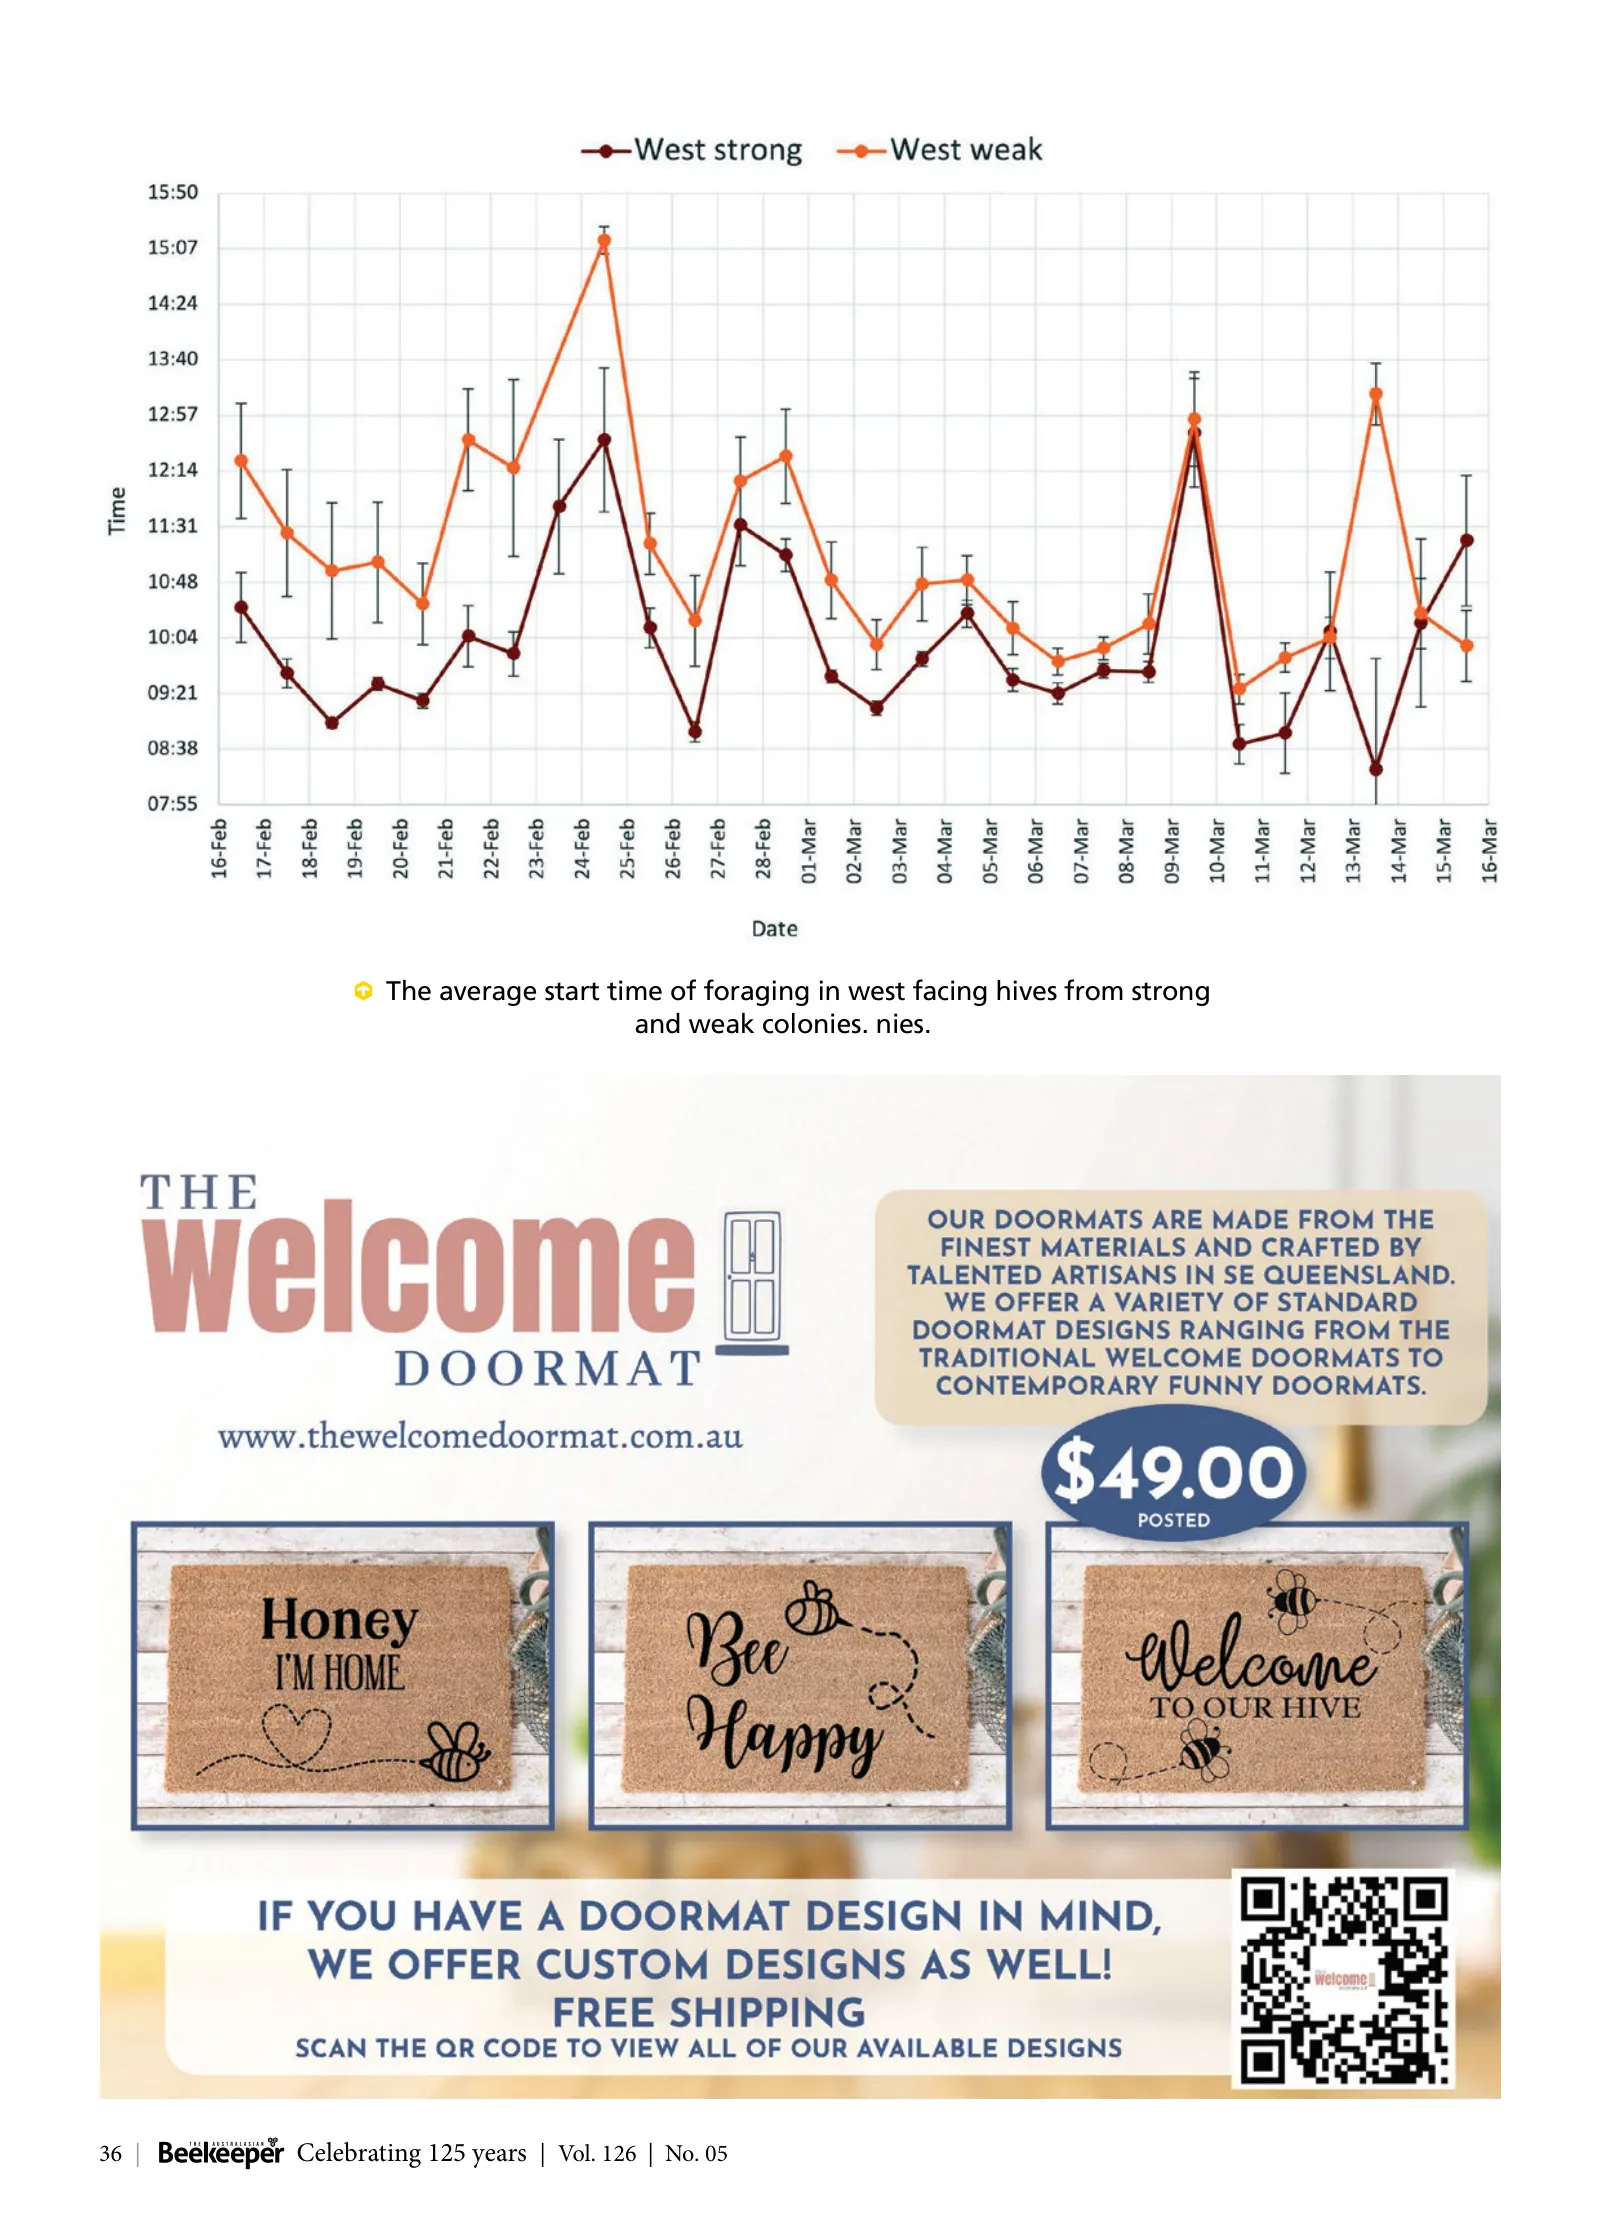 West strong West weak
15:50
15:07
14:24
13:40
12:57
12:14
11:31
10:48
10:04
09:21
08:38
07:55
Time
16-Feb
17-Feb
18-Feb
19-Feb
20-Feb
21-Feb
22-Feb
23-Feb
24-Feb
25-Feb
26-Feb
27-Feb
28-Feb
01-Mar
02-Mar
03-Mar
04-Mar
05-Mar
06-Mar
07-Mar
08-Mar
09-Mar
10-Mar
11-Mar
12-Mar
13-Mar
14-Mar
15-Mar
16-Mar
Date
The average start time of foraging in west facing hives from strong
and weak colonies. nies.
THE
welcome
DOORMAT
www.thewelcomedoormat.com.au
OUR DOORMATS ARE MADE FROM THE
FINEST MATERIALS AND CRAFTED BY
TALENTED ARTISANS IN SE QUEENSLAND.
WE OFFER A VARIETY OF STANDARD
DOORMAT DESIGNS RANGING FROM THE
TRADITIONAL WELCOME DOORMATS TO
CONTEMPORARY FUNNY DOORMATS.
$49.00
POSTED
Honey
I'M HOME
Bee
Happy
Welcome
TO OUR HIVE
IF YOU HAVE A DOORMAT DESIGN IN MIND,
WE OFFER CUSTOM DESIGNS AS WELL!
FREE SHIPPING
SCAN THE QR CODE TO VIEW ALL OF OUR AVAILABLE DESIGNS
welcome
DOORMAT
36 | THE AUSTRALASIAN Beekeeper Celebrating 125 years | Vol. 126 | No. 05